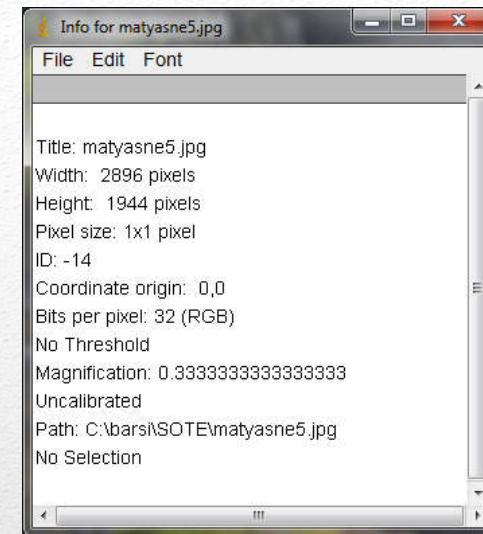 Info for matyasne5.jpg
File Edit Font
Title: matyasne5.jpg
Width: 2896 pixels
Height: 1944 pixels
Pixel size: 1x1 pixel
ID: -14
Coordinate origin: 0,0
Bits per pixel: 32 (RGB)
No Threshold
Magnification: 0.3333333333333333
Uncalibrated
Path: C:\barsi\SOTE\matyasne5.jpg
No Selection